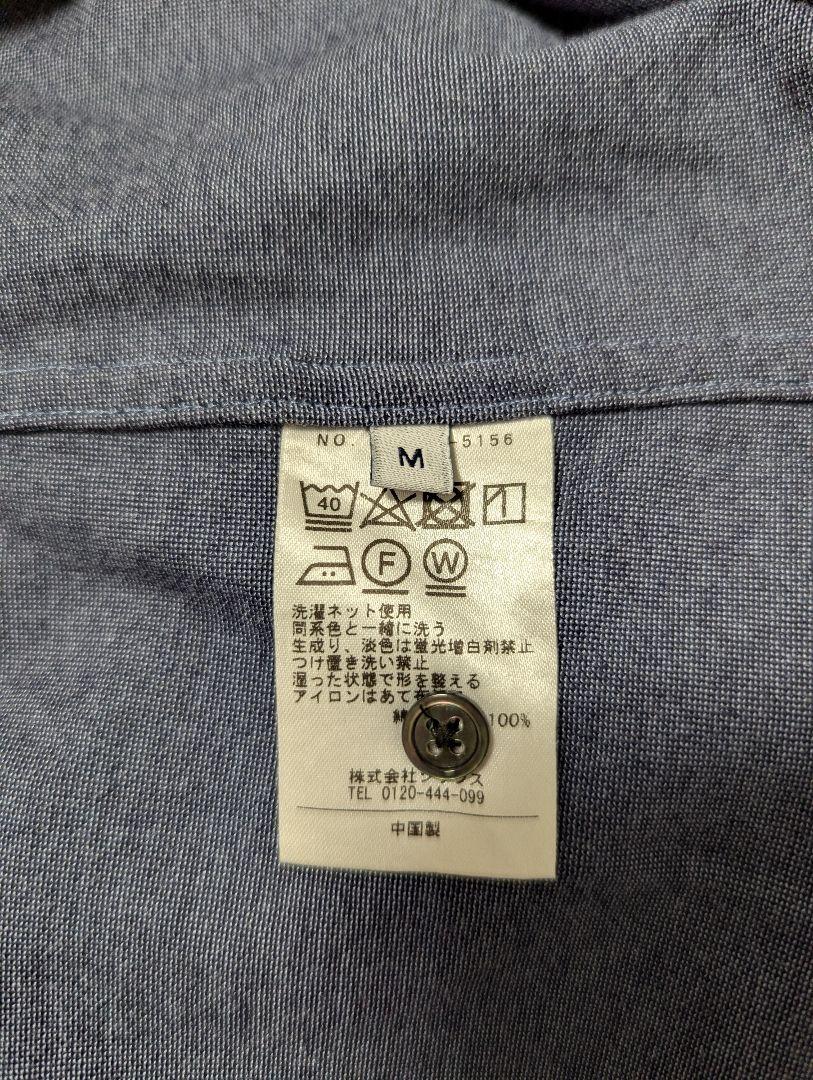 NO. -5156
M
40
F W
洗濯ネット使用
同系色と一緒に洗う
生成り、淡色は蛍光増白剤禁止
つけ置き洗い禁止
湿った状態で形を整える
アイロンはあて布
綿 100%
株式会社
TEL 0120-444-099
中国製